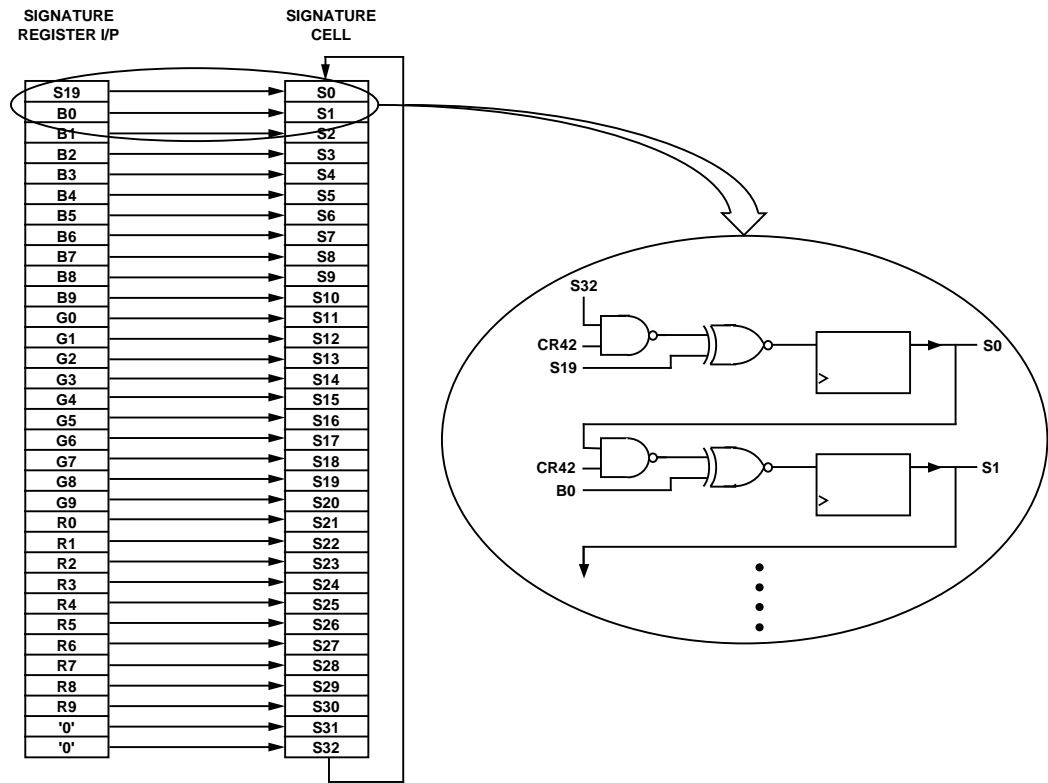 SIGNATURE
REGISTER I/P
SIGNATURE
CELL
S19 S0
B0 S1
B1 S2
B2 S3
B3 S4
B4 S5
B5 S6
B6 S7
B7 S8
B8 S9
B9 S10
G0 S11
G1 S12
G2 S13
G3 S14
G4 S15
G5 S16
G6 S17
G7 S18
G8 S19
G9 S20
R0 S21
R1 S22
R2 S23
R3 S24
R4 S25
R5 S26
R6 S27
R7 S28
R8 S29
R9 S30
'0' S31
'0' S32
S32
CR42
S19
S0
CR42
B0
S1